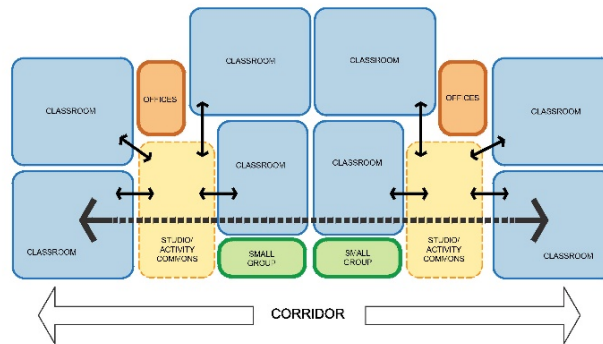 CLASSROOM
CLASSROOM
CLASSROOM
OFFICES
OFFICES
CLASSROOM
CLASSROOM
CLASSROOM
CLASSROOM
STUDIO/
ACTIVITY
COMMONS
SMALL
GROUP
SMALL
GROUP
STUDIO/
ACTIVITY
COMMONS
CLASSROOM
CLASSROOM
CORRIDOR